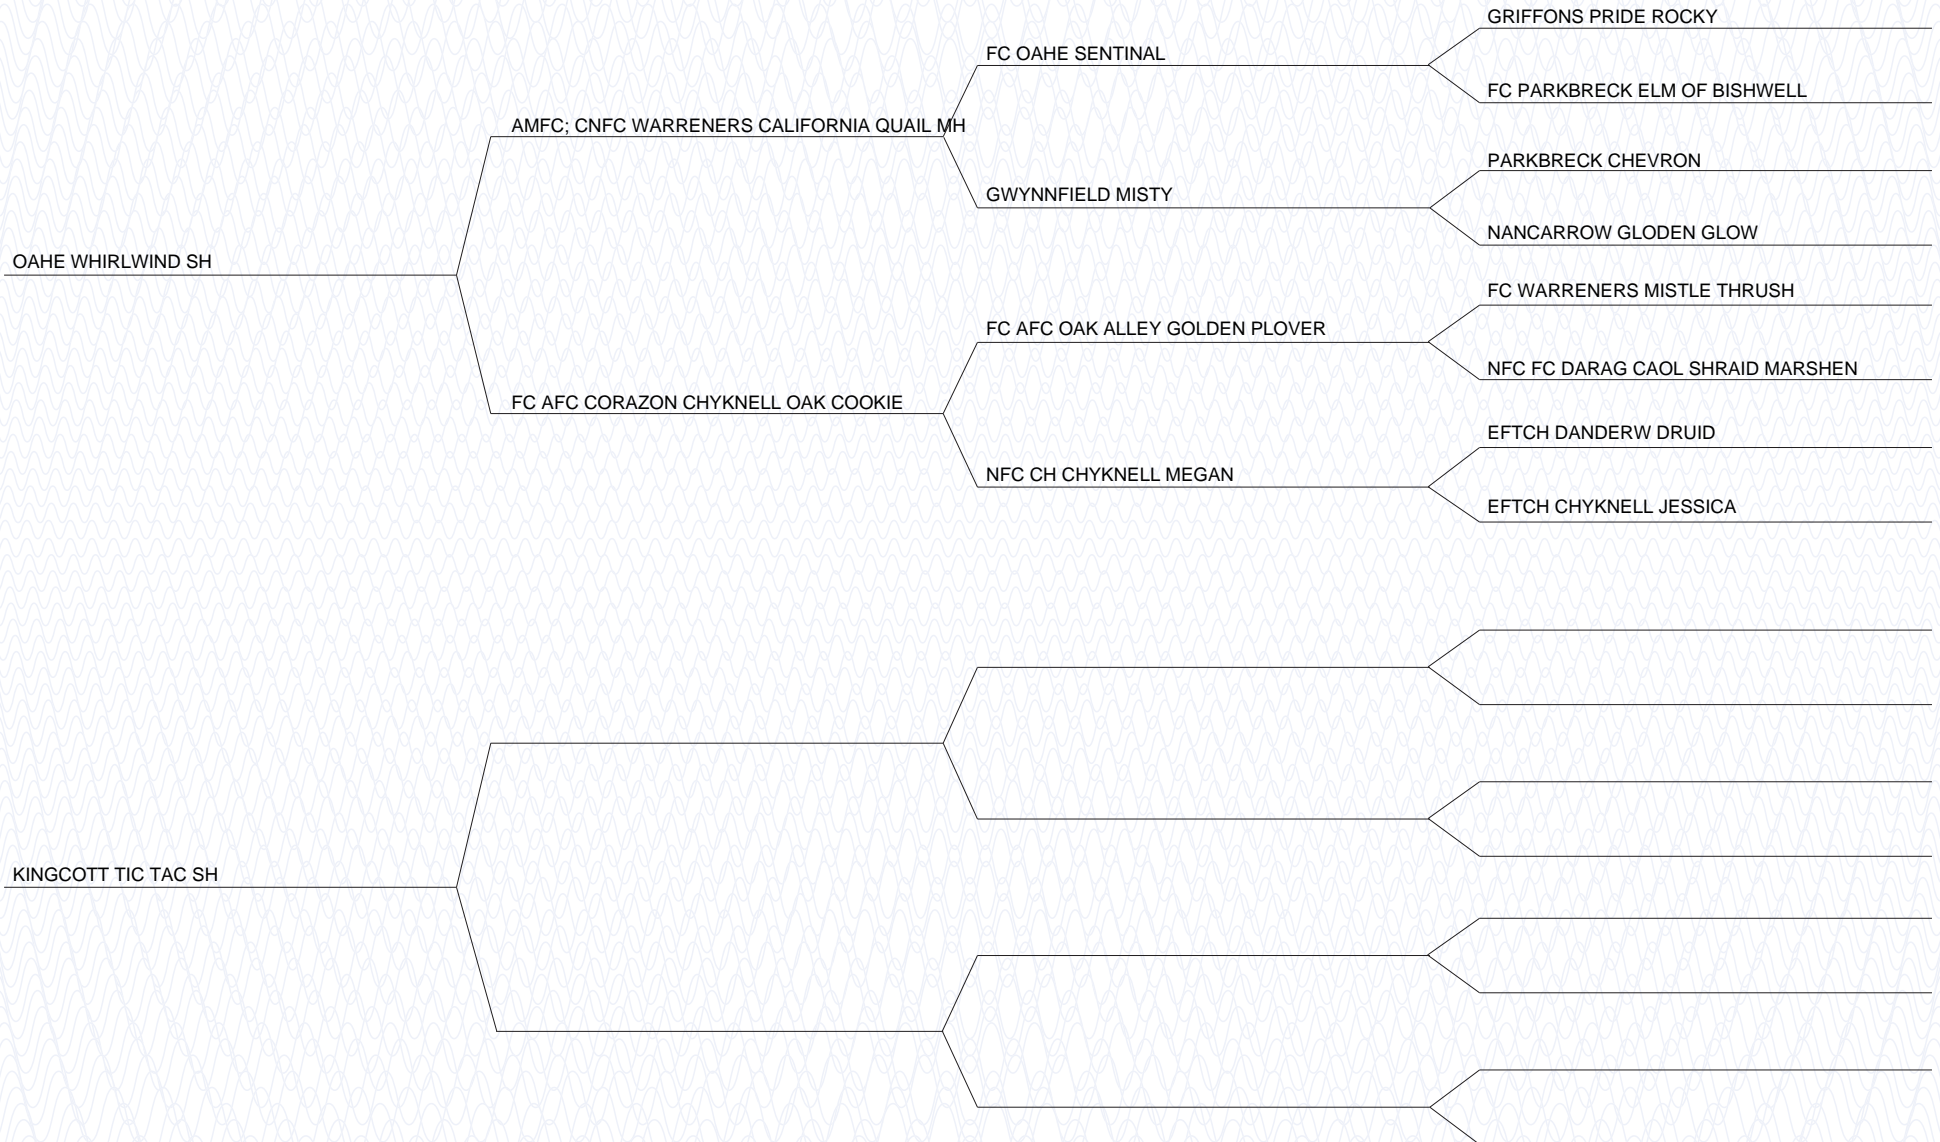 GRIFFONS PRIDE ROCKY
FC OAHE SENTINAL
FC PARKBRECK ELM OF BISHWELL
AMFC; CNFC WARRENERS CALIFORNIA QUAIL MH
PARKBRECK CHEVRON
GWYNNFIELD MISTY
NANCARROW GLODEN GLOW
OAHE WHIRLWIND SH
FC WARRENERS MISTLE THRUSH
FC AFC OAK ALLEY GOLDEN PLOVER
NFC FC DARAG CAOL SHRAID MARSHEN
FC AFC CORAZON CHYKNELL OAK COOKIE
EFTCH DANDERW DRUID
NFC CH CHYKNELL MEGAN
EFTCH CHYKNELL JESSICA
KINGCOTT TIC TAC SH